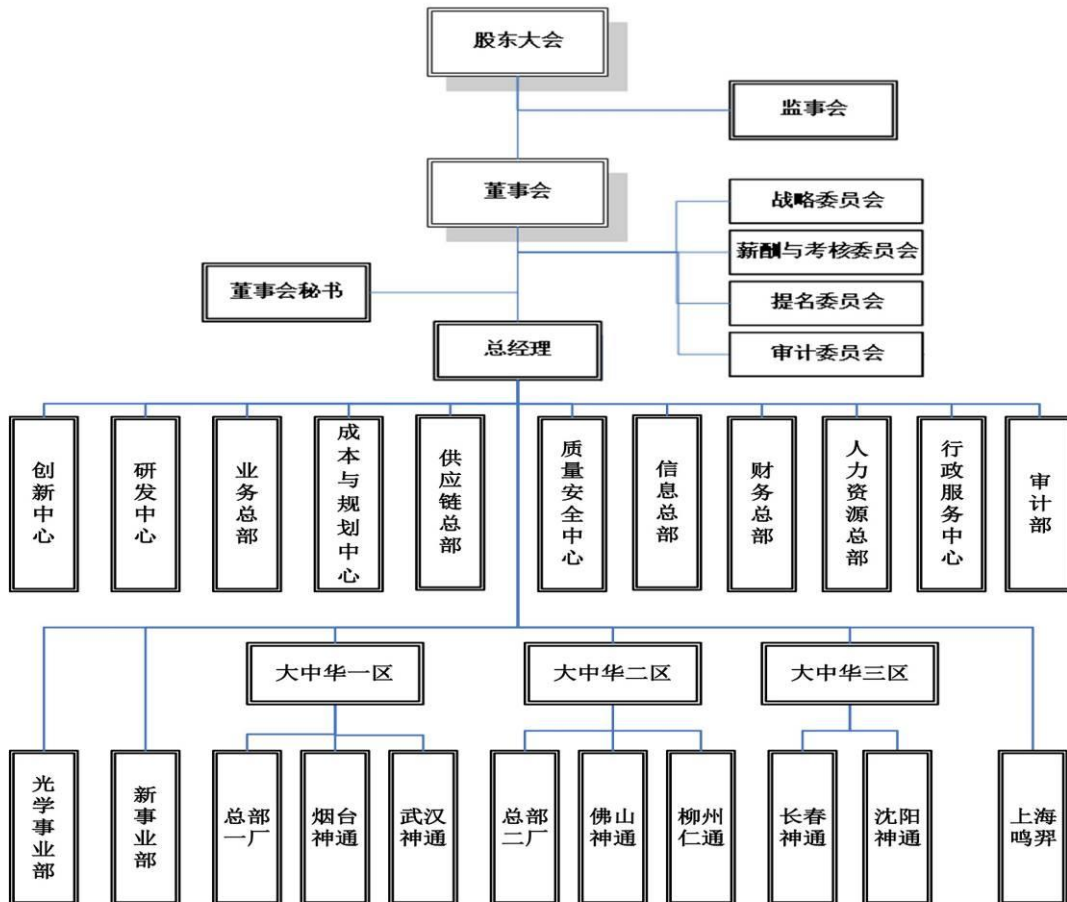 股东大会
监事会
董事会
战略委员会
薪酬与考核委员会
董事会秘书
提名委员会
总经理
审计委员会
创新中心
研发中心
业务总部
成本与规划中心
供应链总部
质量安全中心
信息总部
财务总部
人力资源总部
行政服务中心
审计部
大中华一区
大中华二区
大中华三区
光学事业部
新事业部
总部
一厂
烟台
神通
武汉
神通
总部
二厂
佛山
神通
柳州
仁通
长春
神通
沈阳
神通
上海
鸣羿